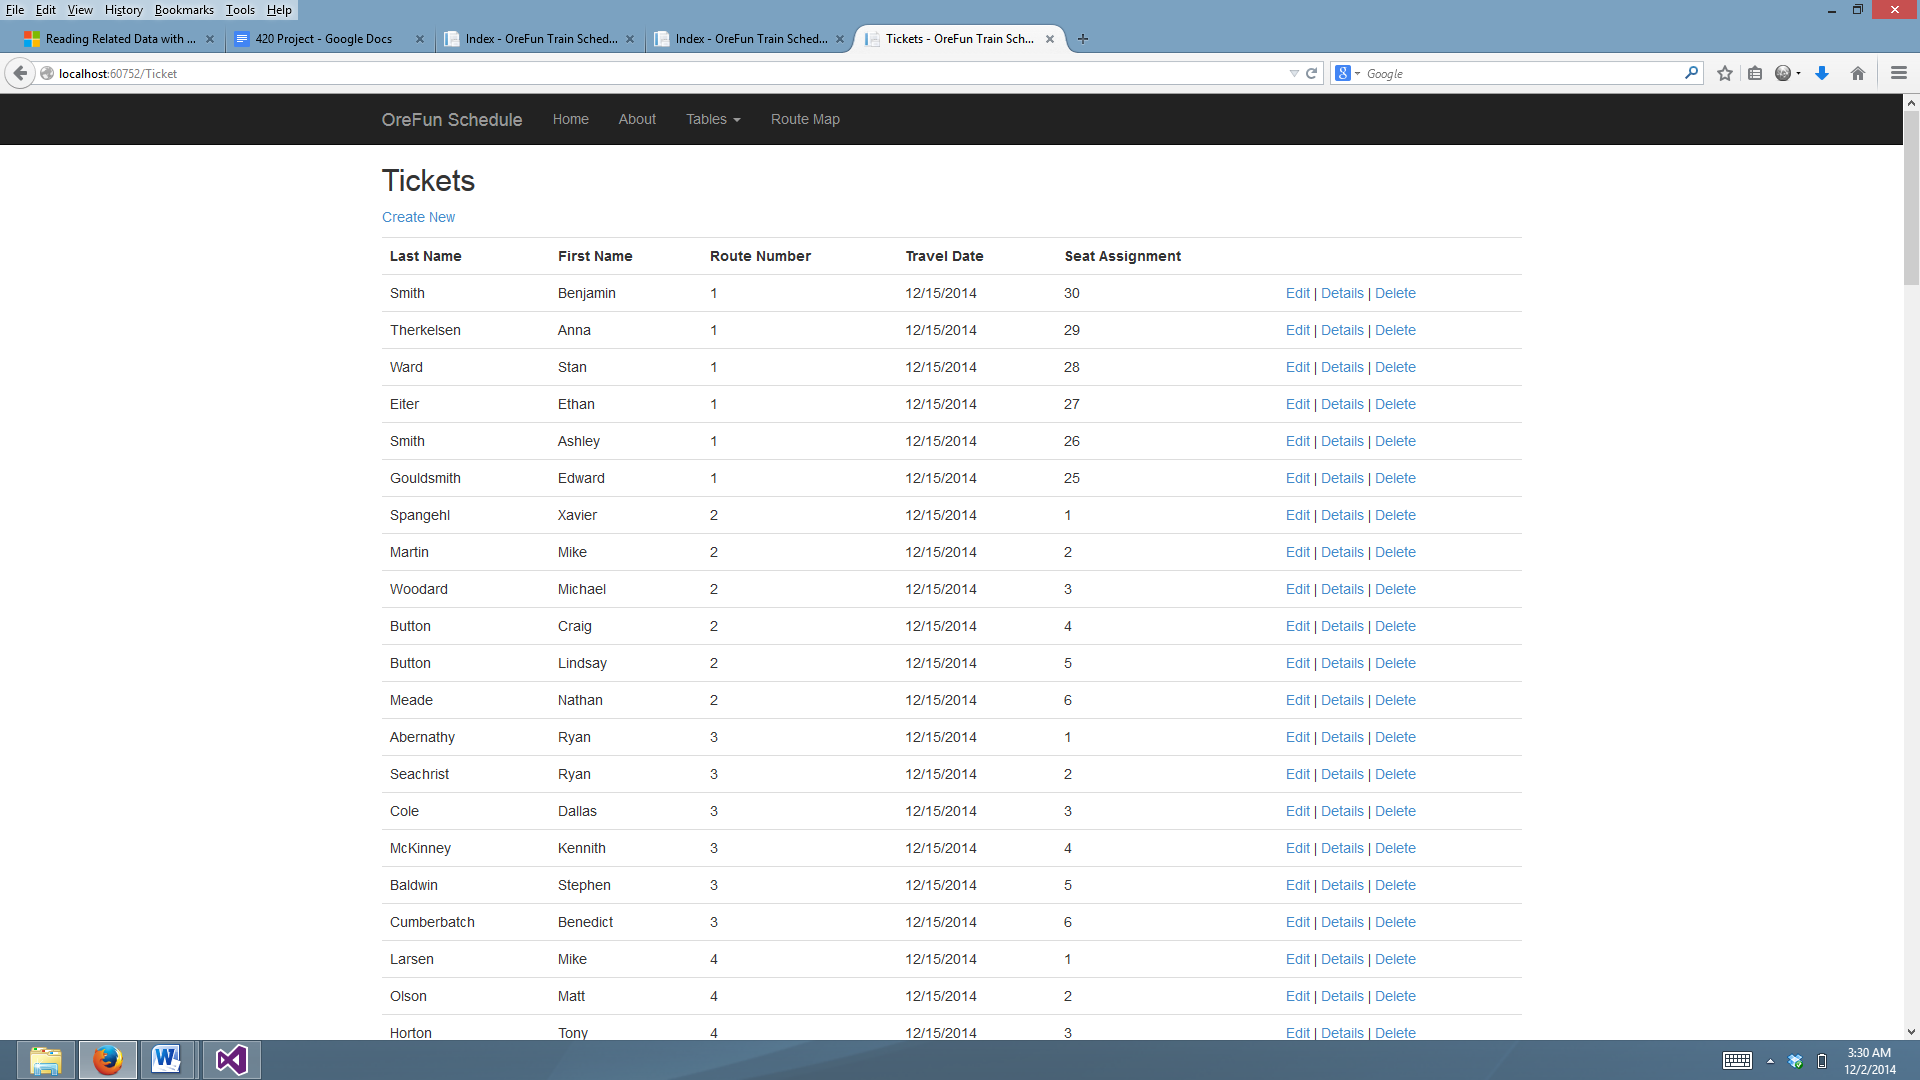 File Edit View History Bookmarks Tools Help
Reading Related Data with ... 420 Project - Google Docs Index - OreFun Train Sched... Index - OreFun Train Sched... Tickets - OreFun Train Sch...
localhost:60752/Ticket Google
OreFun Schedule Home About Tables Route Map
Tickets
Create New
Last Name First Name Route Number Travel Date Seat Assignment
Smith Benjamin 1 12/15/2014 30 Edit | Details | Delete
Therkelsen Anna 1 12/15/2014 29 Edit | Details | Delete
Ward Stan 1 12/15/2014 28 Edit | Details | Delete
Eiter Ethan 1 12/15/2014 27 Edit | Details | Delete
Smith Ashley 1 12/15/2014 26 Edit | Details | Delete
Gouldsmith Edward 1 12/15/2014 25 Edit | Details | Delete
Spangehl Xavier 2 12/15/2014 1 Edit | Details | Delete
Martin Mike 2 12/15/2014 2 Edit | Details | Delete
Woodard Michael 2 12/15/2014 3 Edit | Details | Delete
Button Craig 2 12/15/2014 4 Edit | Details | Delete
Button Lindsay 2 12/15/2014 5 Edit | Details | Delete
Meade Nathan 2 12/15/2014 6 Edit | Details | Delete
Abernathy Ryan 3 12/15/2014 1 Edit | Details | Delete
Seachrist Ryan 3 12/15/2014 2 Edit | Details | Delete
Cole Dallas 3 12/15/2014 3 Edit | Details | Delete
McKinney Kennith 3 12/15/2014 4 Edit | Details | Delete
Baldwin Stephen 3 12/15/2014 5 Edit | Details | Delete
Cumberbatch Benedict 3 12/15/2014 6 Edit | Details | Delete
Larsen Mike 4 12/15/2014 1 Edit | Details | Delete
Olson Matt 4 12/15/2014 2 Edit | Details | Delete
Horton Tony 4 12/15/2014 3 Edit | Details | Delete
3:30 AM
12/2/2014